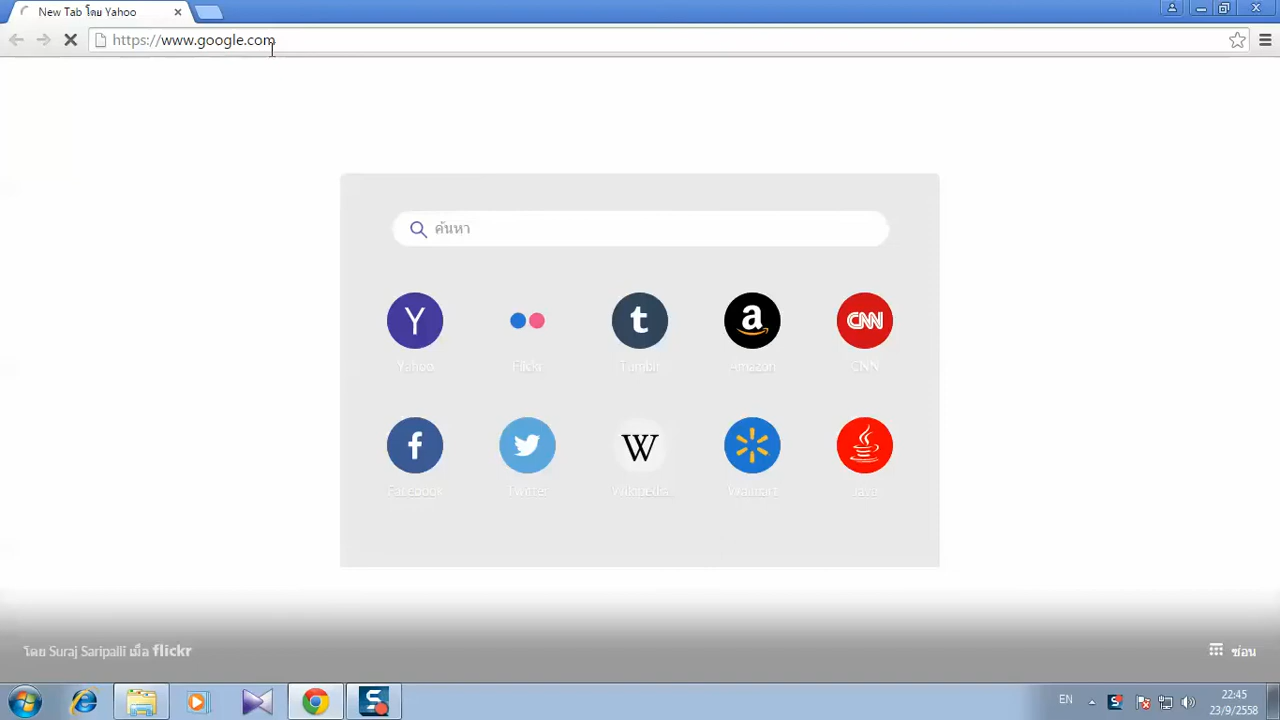 New Tab โดย Yahoo
https://www.google.com
ค้นหา
Y
t
a
CNN
Yahoo
Flickr
Tumblr
Amazon
CNN
f
W
Facebook
Twitter
Wikipedia
Walmart
Java
โดย Suraj Saripalli เมื่อ flickr
ซ่อน
EN
22:45
23/9/2558